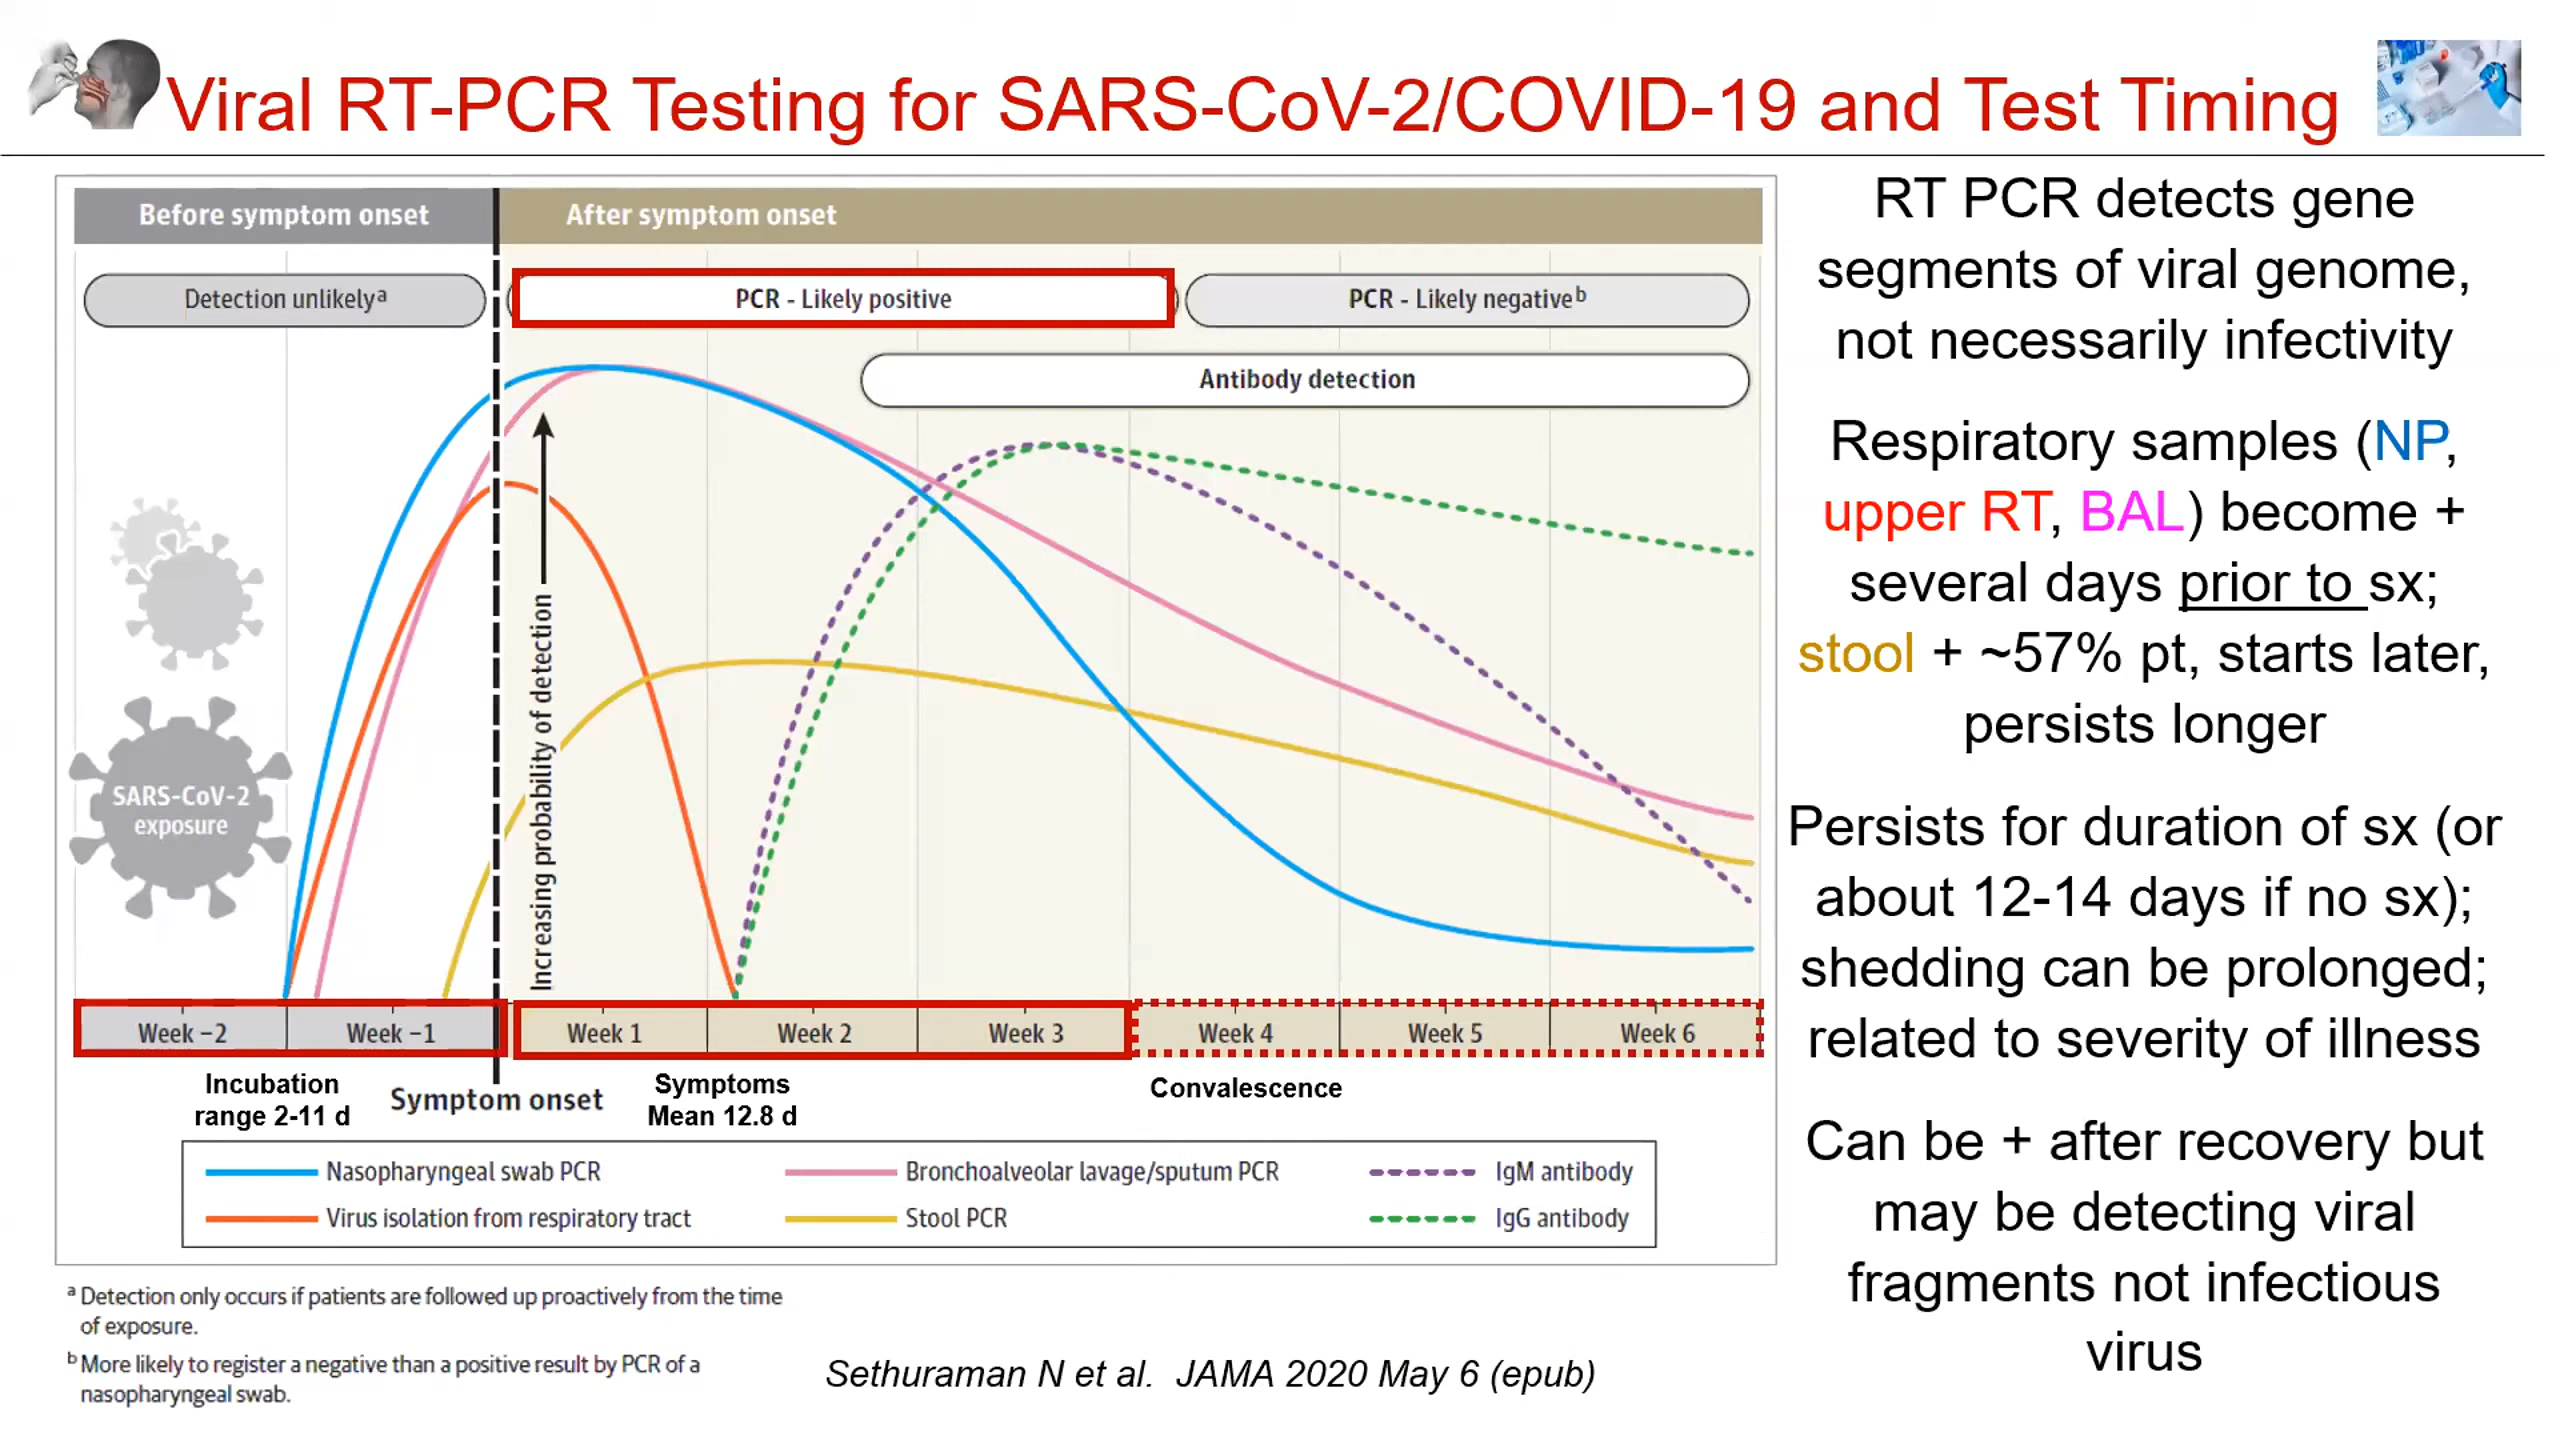 Viral RT-PCR Testing for SARS-CoV-2/COVID-19 and Test Timing
Before symptom onset
After symptom onset
Detection unlikelyᵃ
PCR - Likely positive
PCR - Likely negativeᵇ
Antibody detection
Increasing probability of detection
SARS-CoV-2
exposure
Week –2
Week –1
Week 1
Week 2
Week 3
Week 4
Week 5
Week 6
Incubation
range 2-11 d
Symptom onset
Symptoms
Mean 12.8 d
Convalescence
Nasopharyngeal swab PCR
Virus isolation from respiratory tract
Bronchoalveolar lavage/sputum PCR
Stool PCR
IgM antibody
IgG antibody
ᵃ Detection only occurs if patients are followed up proactively from the time
of exposure.
ᵇ More likely to register a negative than a positive result by PCR of a
nasopharyngeal swab.
Sethuraman N et al. JAMA 2020 May 6 (epub)
RT PCR detects gene
segments of viral genome,
not necessarily infectivity
Respiratory samples (NP,
upper RT, BAL) become +
several days prior to sx;
stool + ~57% pt, starts later,
persists longer
Persists for duration of sx (or
about 12-14 days if no sx);
shedding can be prolonged;
related to severity of illness
Can be + after recovery but
may be detecting viral
fragments not infectious
virus